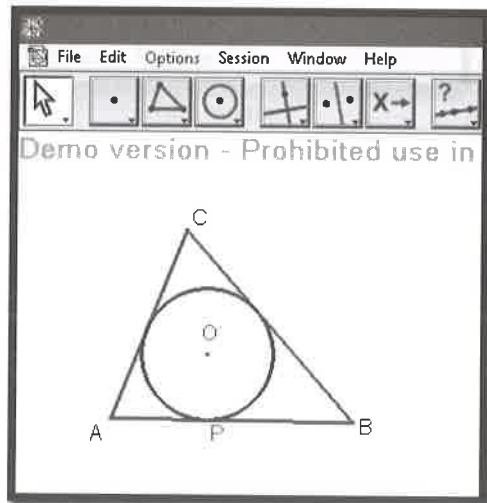 File Edit Options Session Window Help
?
X
Demo version - Prohibited use in
C
O
A P B